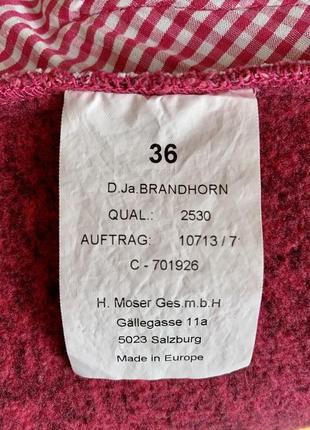 36
D.Ja.BRANDHORN
QUAL.: 2530
AUFTRAG: 10713 / 7
C - 701926
H. Moser Ges.m.b.H
Gällegasse 11a
5023 Salzburg
Made in Europe